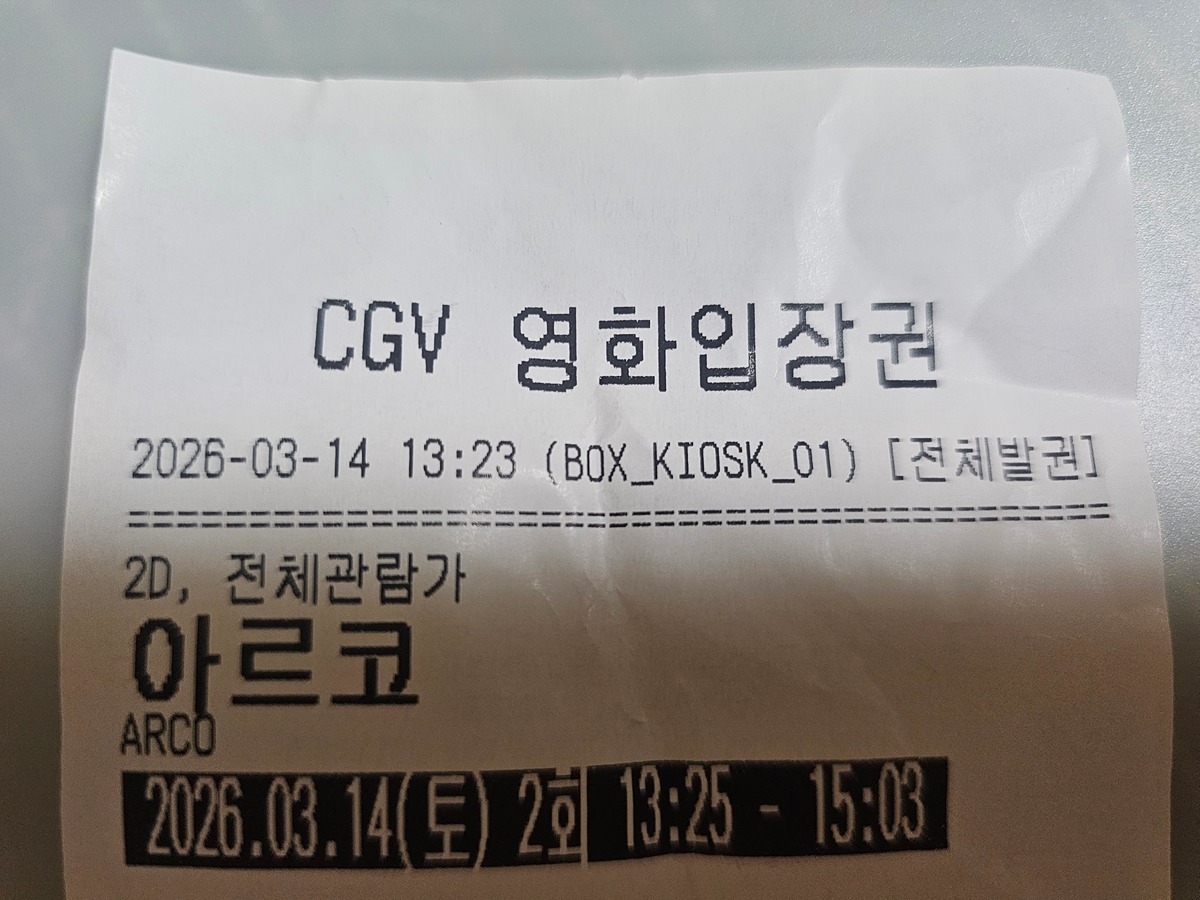 CGV 영화입장권
2026-03-14 13:23 (BOX_KIOSK_01) [전체발권]
==================================================
2D, 전체관람가
아르코
ARCO
2026.03.14(토) 2회 13:25 - 15:03